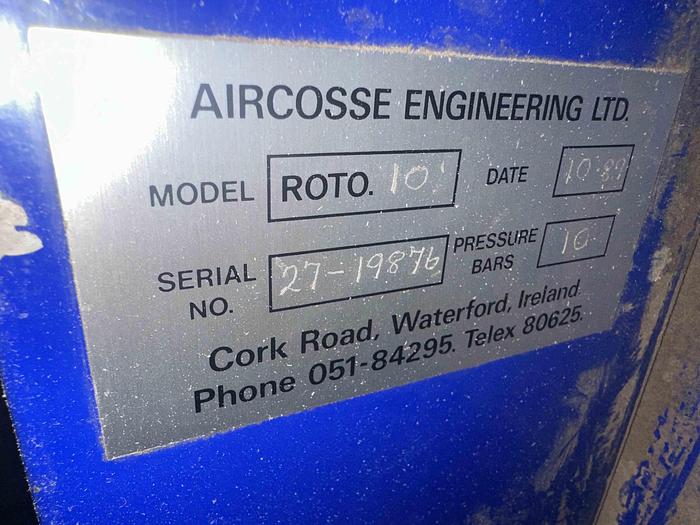 AIRCOSSE ENGINEERING LTD.
MODEL ROTO. 10 DATE 10·89
SERIAL NO. 27-19876 PRESSURE BARS 10
Cork Road, Waterford, Ireland.
Phone 051-84295. Telex 80625.